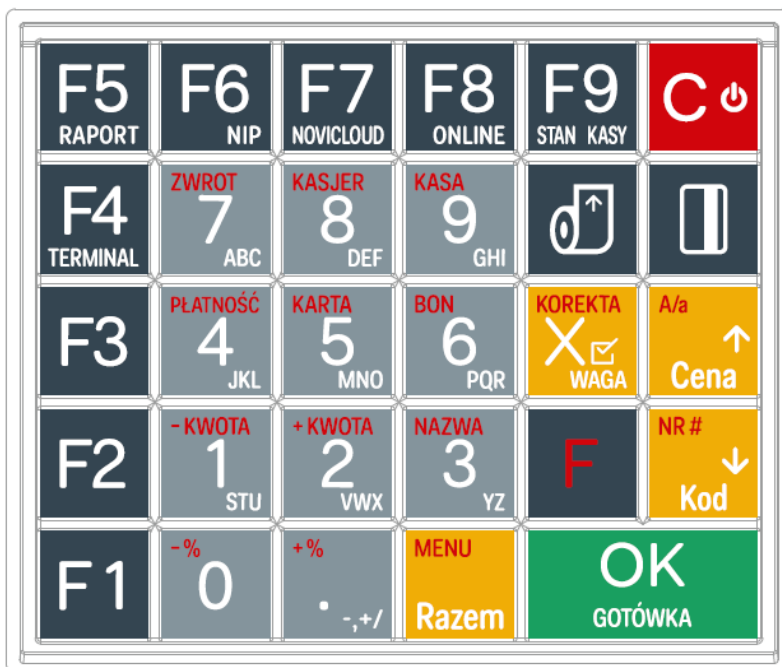 F5 F6 F7 F8 F9 C
RAPORT NIP NOVICLOUD ONLINE STAN KASY
ZWROT KASJER KASA
F4 7 8 9
TERMINAL ABC DEF GHI
PŁATNOŚĆ KARTA BON KOREKTA A/a
F3 4 5 6 X ↑
JKL MNO PQR WAGA Cena
-KWOTA +KWOTA NAZWA NR #
F2 1 2 3 F ↓
STU VWX YZ Kod
-% +% MENU
F1 0 . OK
-,+/ Razem GOTÓWKA